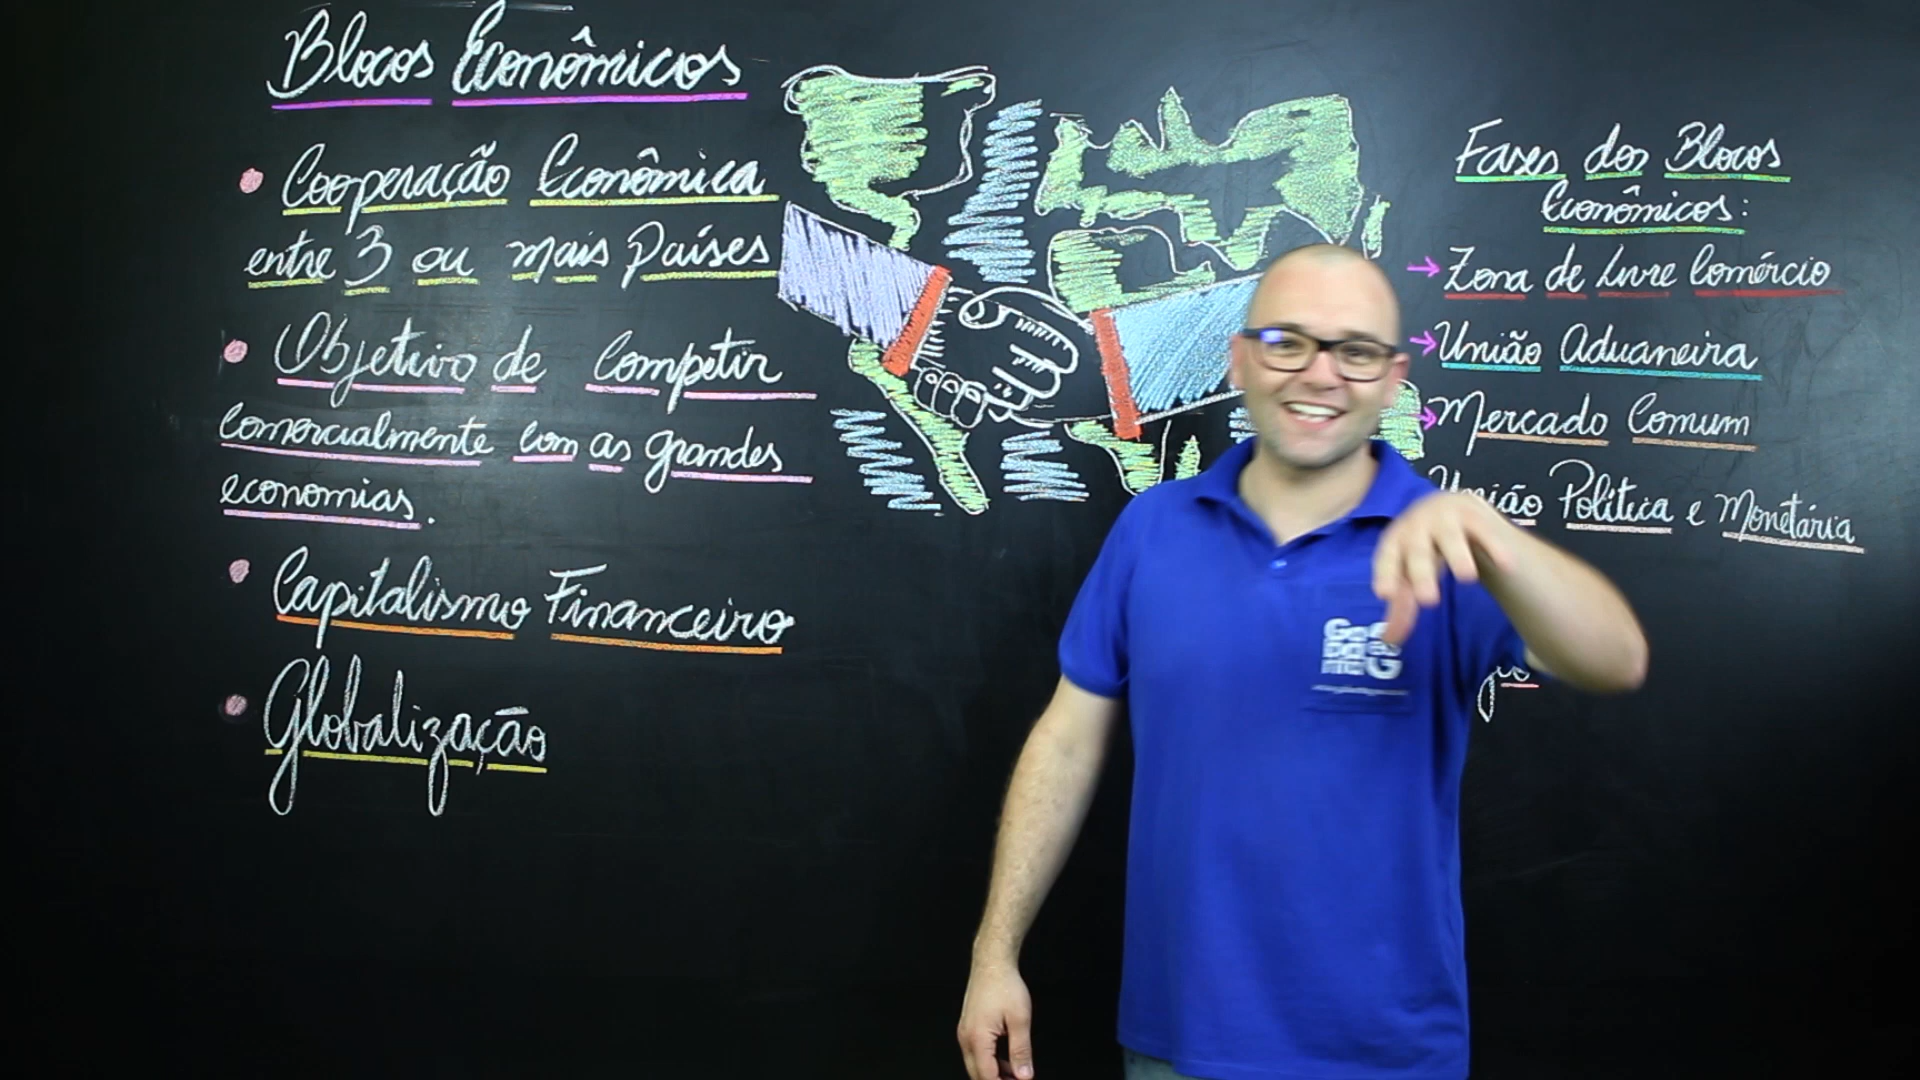 Blocos Econômicos
Cooperação Econômica
entre 3 ou mais países
Objetivo de competir
comercialmente com as grandes
economias.
Capitalismo Financeiro
Globalização
Fases dos Blocos
Econômicos:
→ Zona de Livre Comércio
→ União Aduaneira
→ Mercado Comum
União Política e Monetária